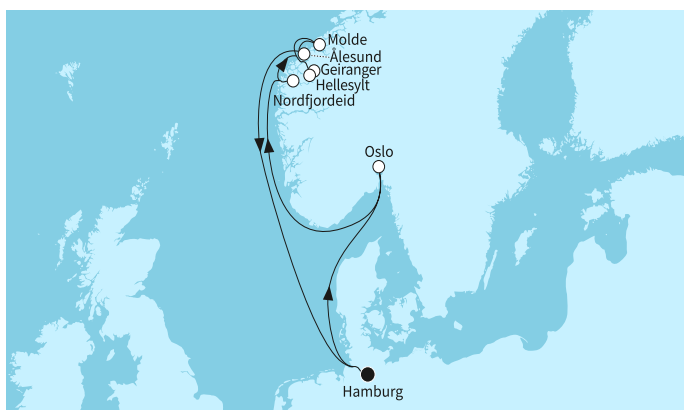 Molde
Ålesund
Geiranger
Hellesylt
Nordfjordeid
Oslo
Hamburg